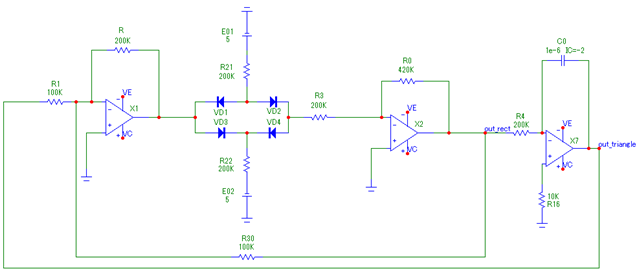 E01
5
R
200K
R1
100K
VE
X1
VC
R21
200K
VD1
VD2
VD3
VD4
R22
200K
E02
5
R3
200K
R0
420K
VE
X2
VC
out_rect
R4
200K
C0
1e-6 IC=-2
VE
X7
VC
out_triangle
10K
R16
R30
100K